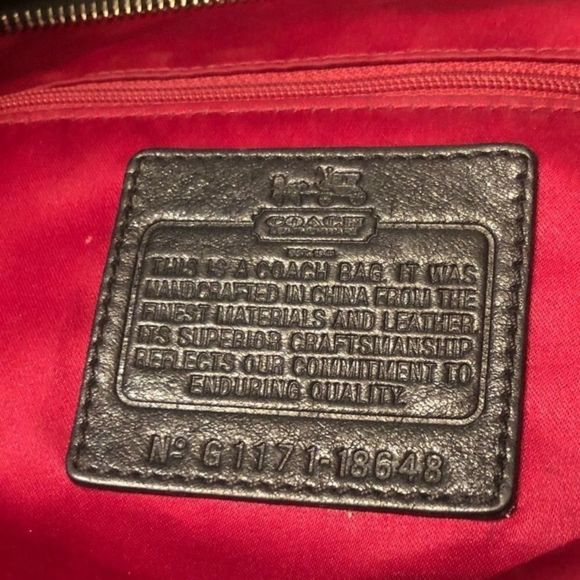 COACH
THIS IS A COACH BAG. IT WAS
HANDCRAFTED IN CHINA FROM THE
FINEST MATERIALS AND LEATHER.
ITS SUPERIOR CRAFTSMANSHIP
REFLECTS OUR COMMITMENT TO
ENDURING QUALITY.
Nº G1171-18648